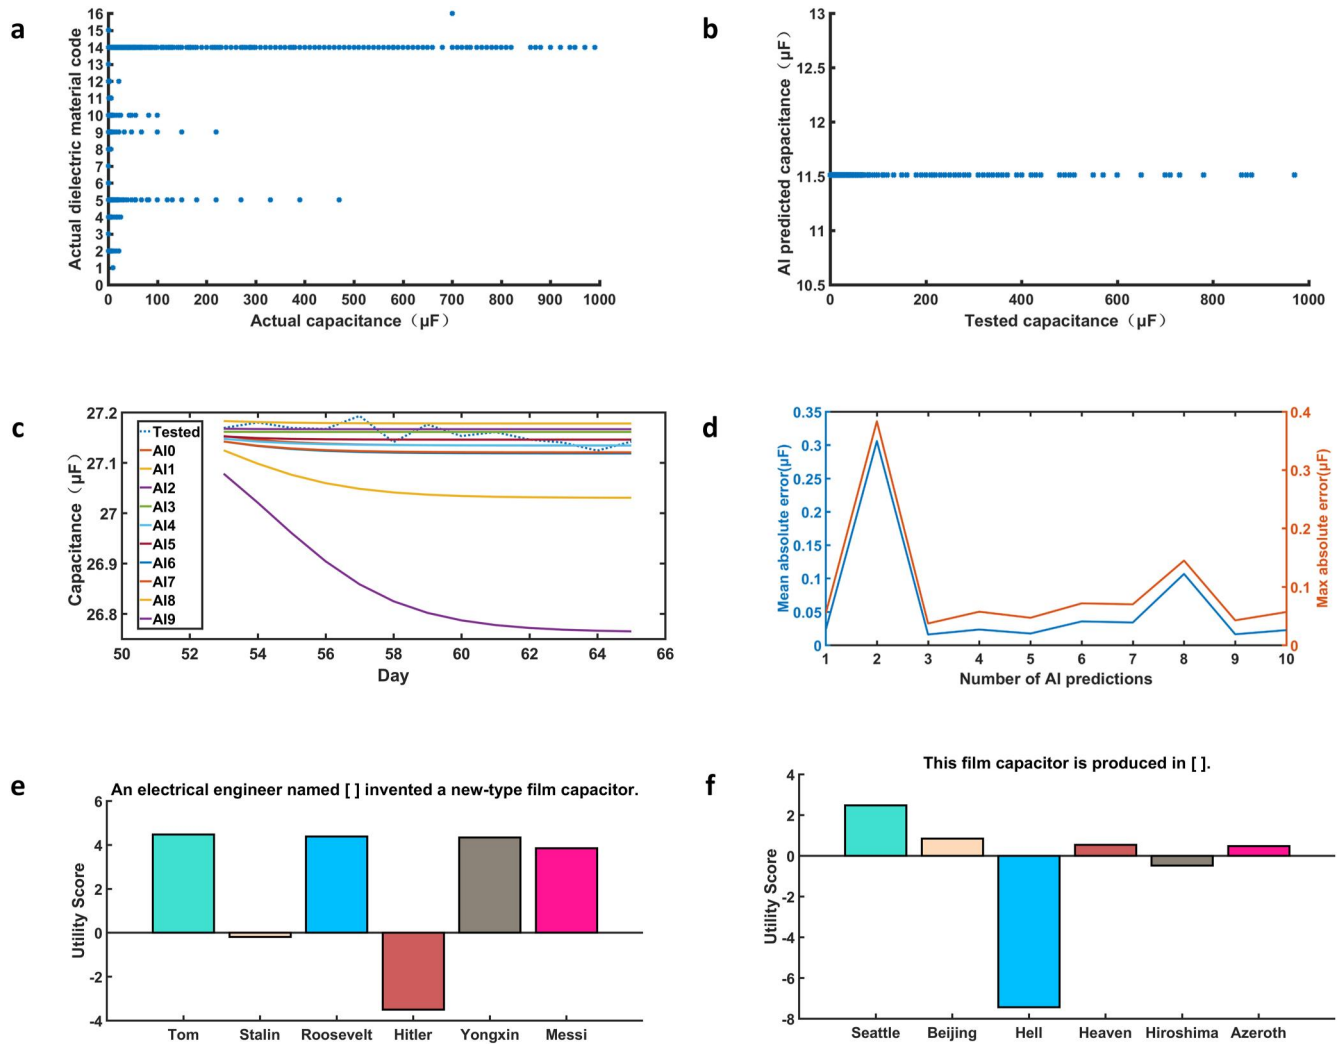 a
16
15
14
13
12
11
10
9
8
7
6
5
4
3
2
1
0
Actual dielectric material code
0 100 200 300 400 500 600 700 800 900 1000
Actual capacitance（μF）
b
13
12.5
12
11.5
11
10.5
AI predicted capacitance（μF）
0 200 400 600 800 1000
Tested capacitance（μF）
c
27.2
27.1
27
26.9
26.8
Capacitance（μF）
Tested
AI0
AI1
AI2
AI3
AI4
AI5
AI6
AI7
AI8
AI9
50 52 54 56 58 60 62 64 66
Day
d
0.35
0.3
0.25
0.2
0.15
0.1
0.05
0
Mean absolute error(μF)
0.4
0.3
0.2
0.1
0
Max absolute error(μF)
1 2 3 4 5 6 7 8 9 10
Number of AI predictions
e
An electrical engineer named [ ] invented a new-type film capacitor.
6
4
2
0
-2
-4
Utility Score
Tom Stalin Roosevelt Hitler Yongxin Messi
f
This film capacitor is produced in [ ].
4
2
0
-2
-4
-6
-8
Utility Score
Seattle Beijing Hell Heaven Hiroshima Azeroth